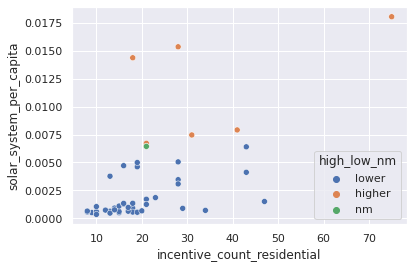 0.0175
0.0150
0.0125
0.0100
0.0075
0.0050
0.0025
0.0000
solar_system_per_capita
10 20 30 40 50 60 70
incentive_count_residential
high_low_nm
lower
higher
nm